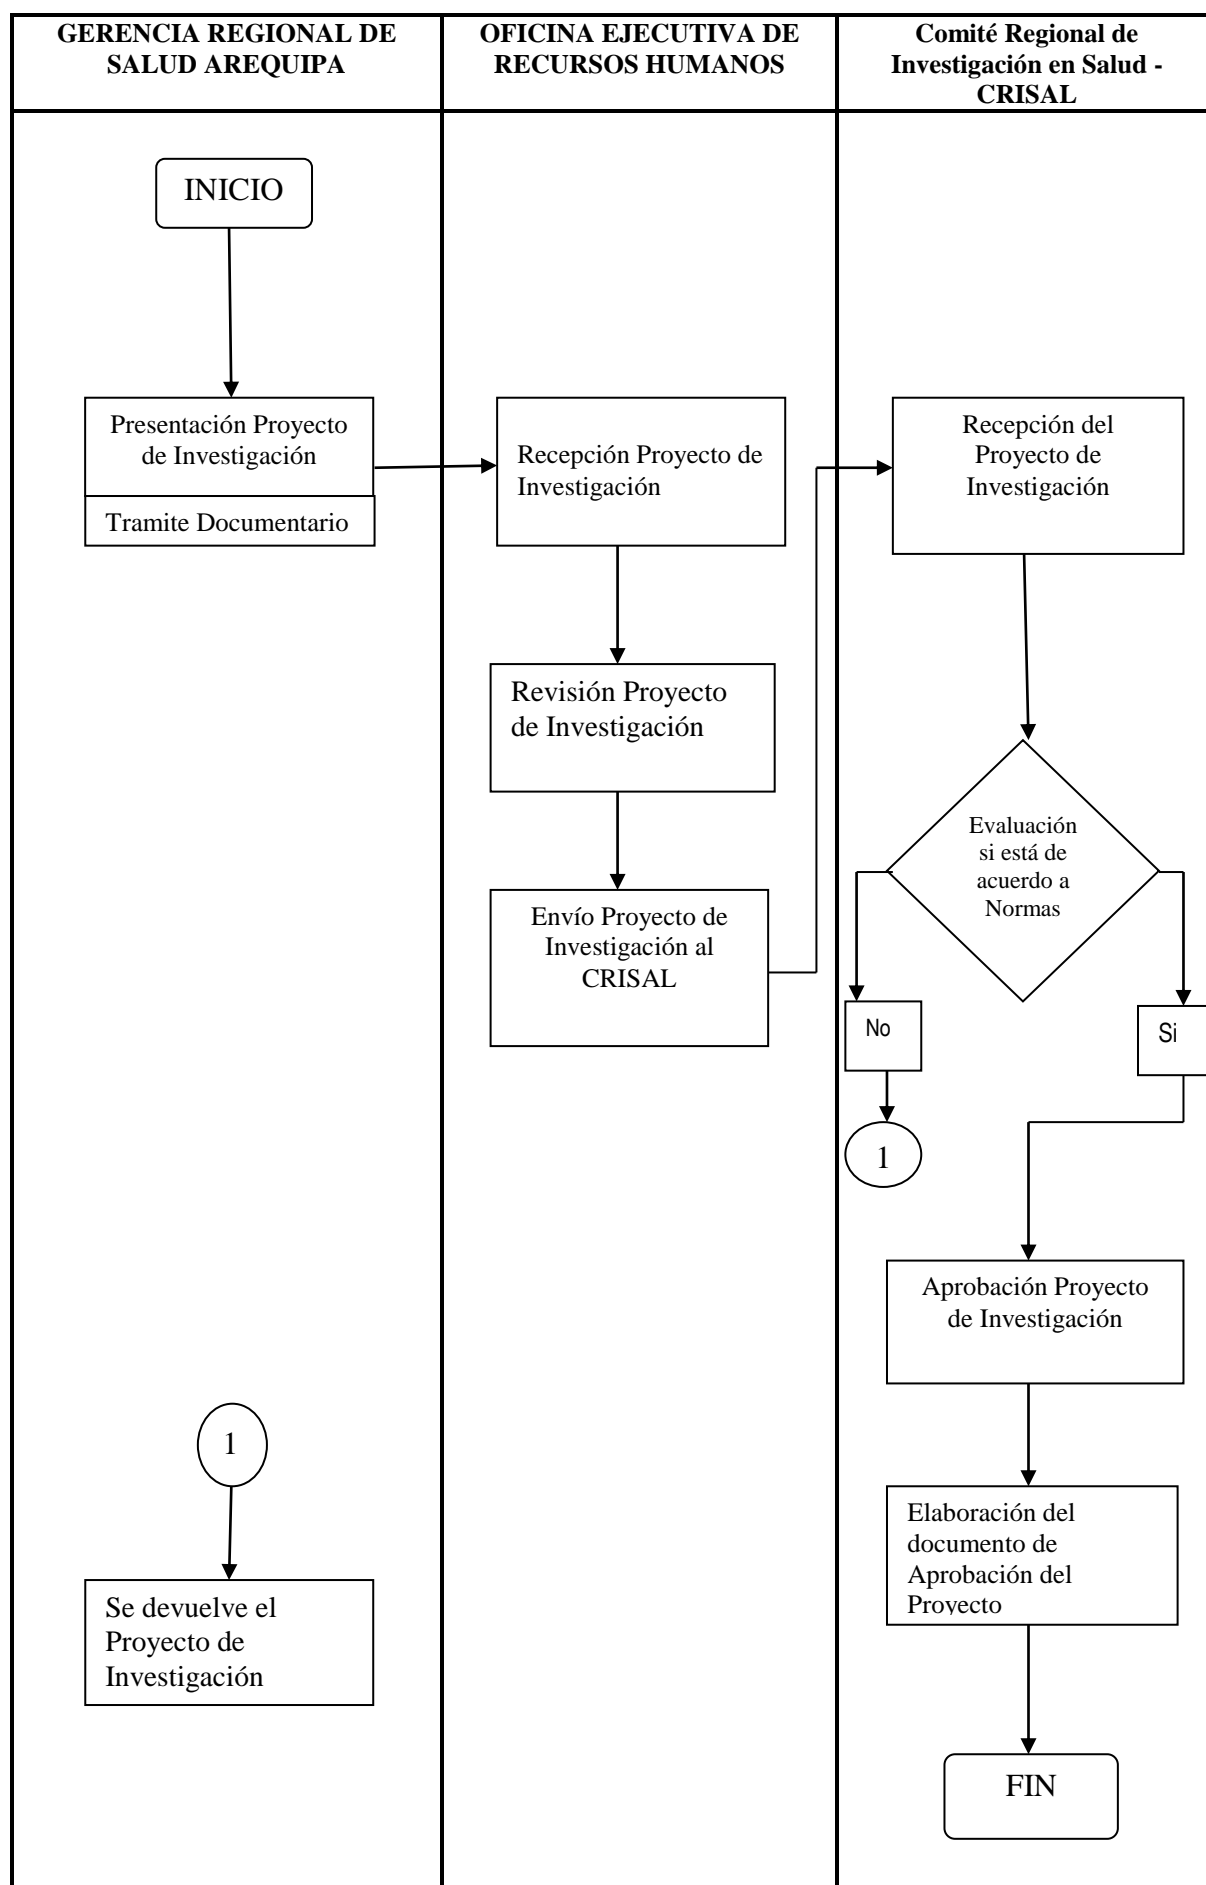 GERENCIA REGIONAL DE
SALUD AREQUIPA
OFICINA EJECUTIVA DE
RECURSOS HUMANOS
Comité Regional de
Investigación en Salud -
CRISAL
INICIO
Presentación Proyecto
de Investigación
Tramite Documentario
Recepción Proyecto de
Investigación
Recepción del
Proyecto de
Investigación
Revisión Proyecto
de Investigación
Envío Proyecto de
Investigación al
CRISAL
Evaluación
si está de
acuerdo a
Normas
No
Si
1
Aprobación Proyecto
de Investigación
1
Se devuelve el
Proyecto de
Investigación
Elaboración del
documento de
Aprobación del
Proyecto
FIN